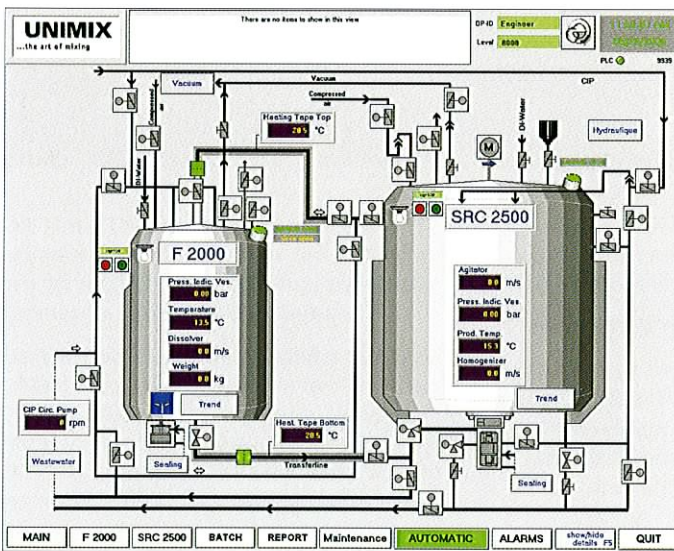 UNIMIX
...the art of mixing
There are no items to show in this view
OP-ID Engineer
Level
PLC
9939
Vacuum
Vacuum
CIP
Compressed
air
Compressed
air
DI-Water
DI-Water
Heating Tape Top
20.5 °C
M
Hydraulique
F 2000
SRC 2500
Press. Indic. Ves.
0.00 bar
Temperature
13.5 °C
Dissolver
0.0 m/s
Weight
0.0 kg
Trend
Agitator
0.0 m/s
Press. Indic. Ves.
0.00 bar
Prod. Temp.
15.3 °C
Homogenizer
0.0 m/s
Trend
CIP Circ. Pump
0 rpm
Wastewater
Sealing
Heat. Tape Bottom
20.5 °C
Transferline
Sealing
MAIN
F 2000
SRC 2500
BATCH
REPORT
Maintenance
AUTOMATIC
ALARMS
show/hide
details F5
QUIT